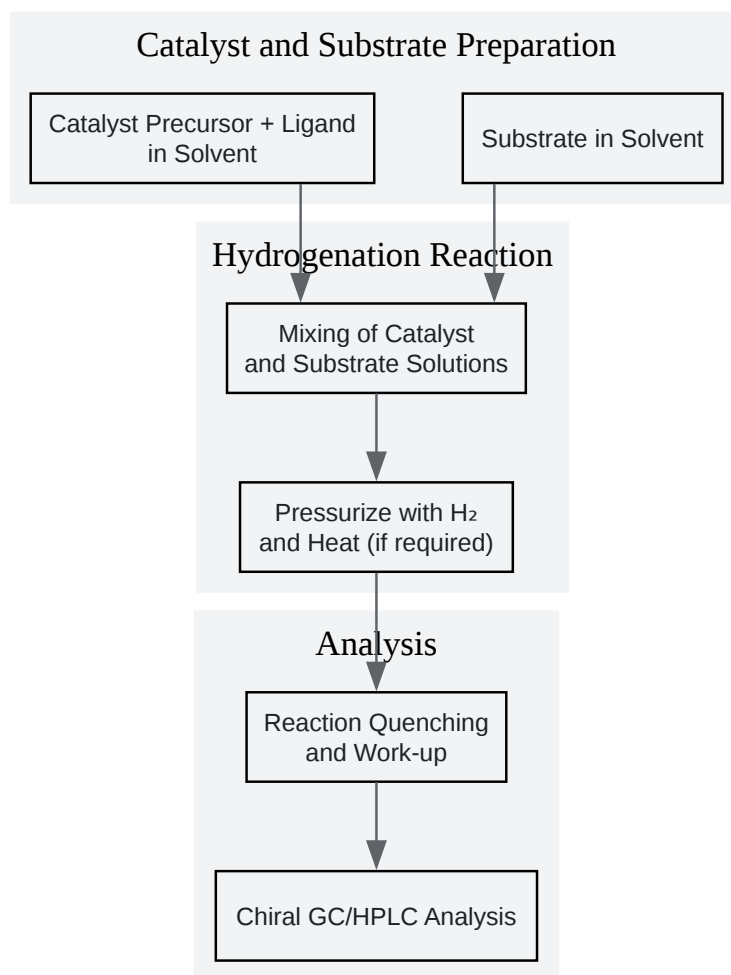 Catalyst and Substrate Preparation
Catalyst Precursor + Ligand
in Solvent
Substrate in Solvent
Hydrogenation Reaction
Mixing of Catalyst
and Substrate Solutions
Pressurize with H₂
and Heat (if required)
Analysis
Reaction Quenching
and Work-up
Chiral GC/HPLC Analysis